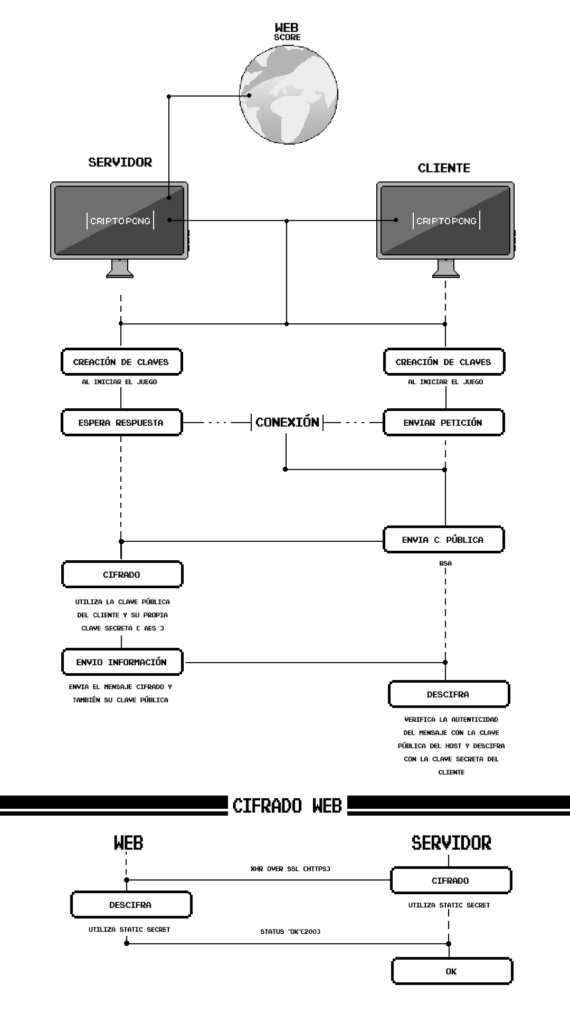 WEB
SCORE
SERVIDOR
CLIENTE
CRIPTOPONG
CRIPTOPONG
CREACIÓN DE CLAVES
CREACIÓN DE CLAVES
AL INICIAR EL JUEGO
AL INICIAR EL JUEGO
ESPERA RESPUESTA
CONEXIÓN
ENVIAR PETICIÓN
ENVIA C. PÚBLICA
RSA
CIFRADO
UTILIZA LA CLAVE PÚBLICA
DEL CLIENTE Y SU PROPIA
CLAVE SECRETA ( AES )
ENVIO INFORMACIÓN
ENVIA EL MENSAJE CIFRADO Y
TAMBIÉN SU CLAVE PÚBLICA
DESCIFRA
VERIFICA LA AUTENTICIDAD
DEL MENSAJE CON LA CLAVE
PÚBLICA DEL HOST Y DESCIFRA
CON LA CLAVE SECRETA DEL
CLIENTE
CIFRADO WEB
WEB
SERVIDOR
XHR OVER SSL (HTTPS)
CIFRADO
DESCIFRA
UTILIZA STATIC SECRET
UTILIZA STATIC SECRET
STATUS "OK"(200)
OK